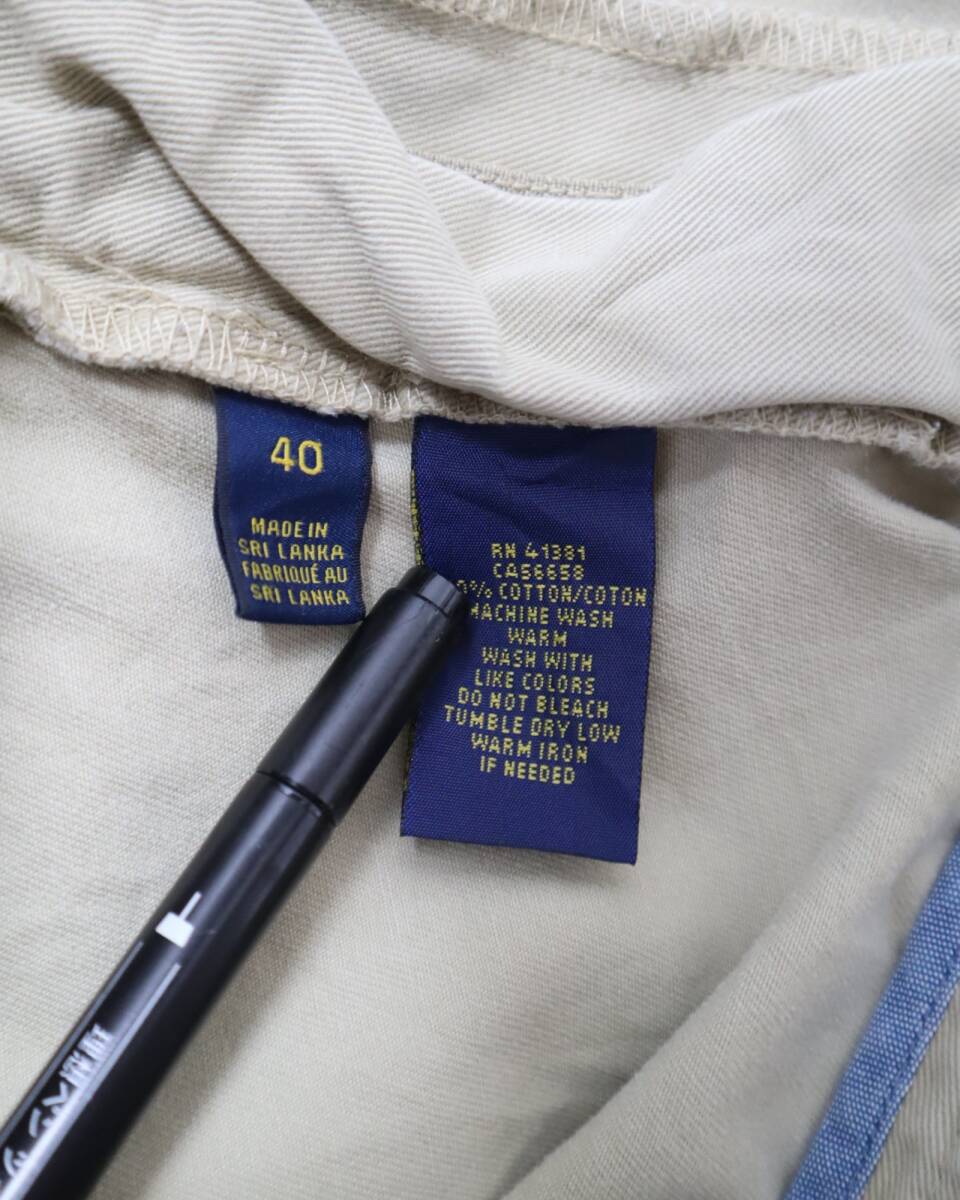 40
MADE IN
SRI LANKA
FABRIQUÉ AU
SRI LANKA
RN 41381
CA56658
0% COTTON/COTON
MACHINE WASH
WARM
WASH WITH
LIKE COLORS
DO NOT BLEACH
TUMBLE DRY LOW
WARM IRON
IF NEEDED